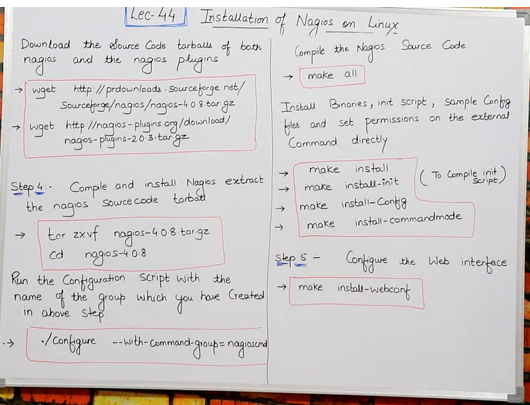 Lec-44 Installation of Nagios on Linux
Download the Source Code tarballs of both
nagios and the nagios plugins
→ wget http://prdownloads.sourceforge.net/
Sourceforge/nagios/nagios-4.0.8.tar.gz
→ wget http://nagios-plugins.org/download/
nagos-plugins-2.0.3.tar.gz
Step 4:- Compile and install Nagios extract
the nagios sourcecode tarball
→ tar zxvf nagios-4.0.8.tar.gz
cd nagios-4.0.8
Run the Configuration Script with the
name of the group which you have Created
in above step
→ ./Configure --with-command-group=nagioscmd
Compile the Nagios Source Code
→ make all
Install Binaries, init script, sample Config
files and set permissions on the external
Command directly
→ make install
→ make install-init (To compile init script)
→ make install-Config
→ make install-commandmode
Step 5 - Configure the Web interface
→ make install-webconf